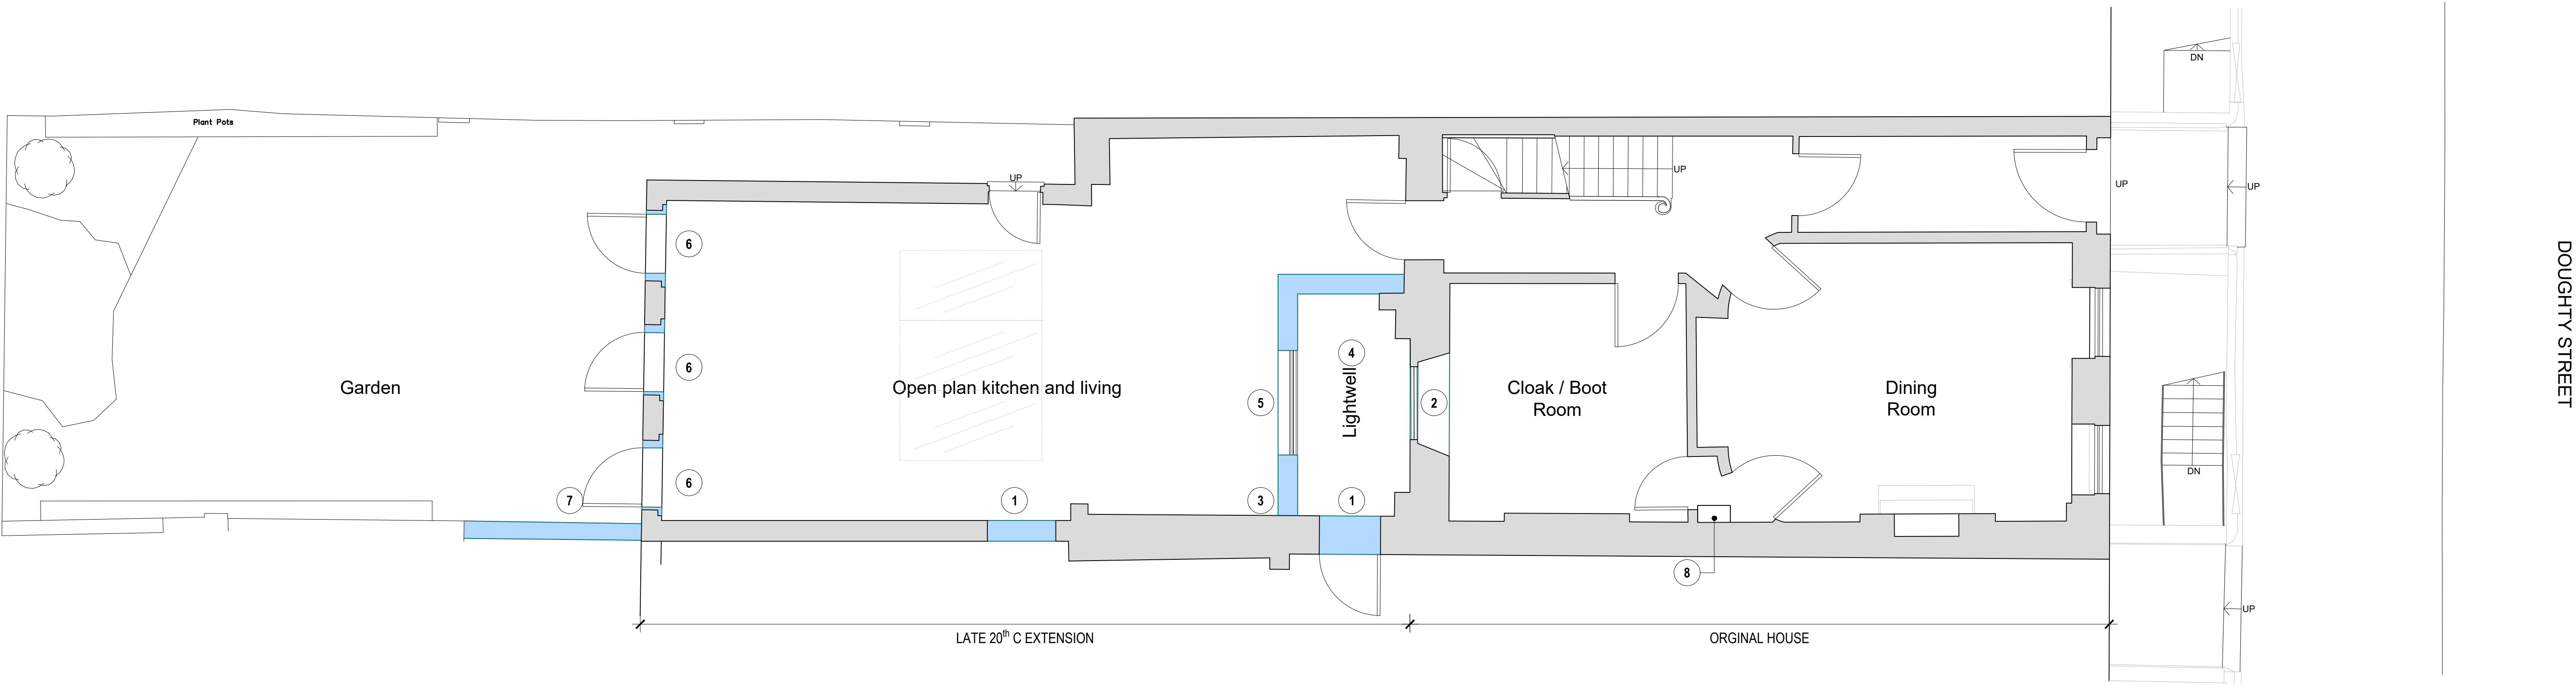 DN
Plant Pots
UP
UP
UP
UP
6
4
6
Garden
Open plan kitchen and living
5
Lightwell
2
Cloak / Boot
Room
Dining
Room
DOUGHTY STREET
DN
6
7
1
3
1
8
UP
LATE 20th C EXTENSION
ORGINAL HOUSE